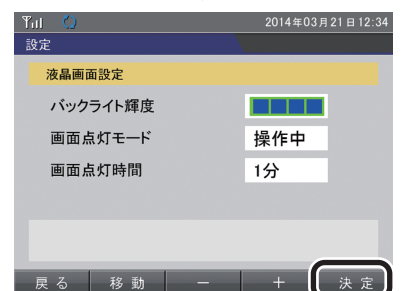 2014年03月21日12:34
設定
液晶画面設定
バックライト輝度
画面点灯モード 操作中
画面点灯時間 1分
戻る 移動 － ＋ 決定